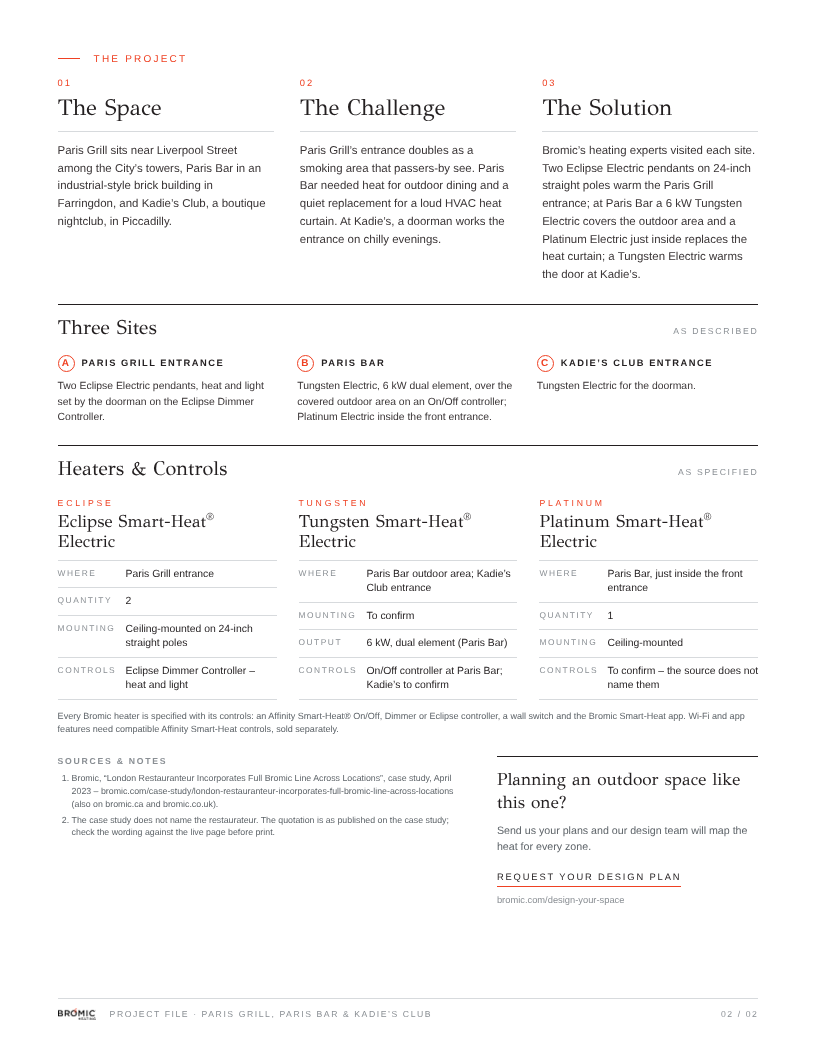 THE PROJECT
01
The Space
Paris Grill sits near Liverpool Street
among the City's towers, Paris Bar in an
industrial-style brick building in
Farringdon, and Kadie's Club, a boutique
nightclub, in Piccadilly.
02
The Challenge
Paris Grill's entrance doubles as a
smoking area that passers-by see. Paris
Bar needed heat for outdoor dining and a
quiet replacement for a loud HVAC heat
curtain. At Kadie's, a doorman works the
entrance on chilly evenings.
03
The Solution
Bromic's heating experts visited each site.
Two Eclipse Electric pendants on 24-inch
straight poles warm the Paris Grill
entrance; at Paris Bar a 6 kW Tungsten
Electric covers the outdoor area and a
Platinum Electric just inside replaces the
heat curtain; a Tungsten Electric warms
the door at Kadie's.
Three Sites
AS DESCRIBED
A PARIS GRILL ENTRANCE
Two Eclipse Electric pendants, heat and light
set by the doorman on the Eclipse Dimmer
Controller.
B PARIS BAR
Tungsten Electric, 6 kW dual element, over the
covered outdoor area on an On/Off controller;
Platinum Electric inside the front entrance.
C KADIE'S CLUB ENTRANCE
Tungsten Electric for the doorman.
Heaters & Controls
AS SPECIFIED
ECLIPSE
Eclipse Smart-Heat®
Electric
WHERE Paris Grill entrance
QUANTITY 2
MOUNTING Ceiling-mounted on 24-inch
straight poles
CONTROLS Eclipse Dimmer Controller –
heat and light
TUNGSTEN
Tungsten Smart-Heat®
Electric
WHERE Paris Bar outdoor area; Kadie's
Club entrance
MOUNTING To confirm
OUTPUT 6 kW, dual element (Paris Bar)
CONTROLS On/Off controller at Paris Bar;
Kadie's to confirm
PLATINUM
Platinum Smart-Heat®
Electric
WHERE Paris Bar, just inside the front
entrance
QUANTITY 1
MOUNTING Ceiling-mounted
CONTROLS To confirm – the source does not
name them
Every Bromic heater is specified with its controls: an Affinity Smart-Heat® On/Off, Dimmer or Eclipse controller, a wall switch and the Bromic Smart-Heat app. Wi-Fi and app
features need compatible Affinity Smart-Heat controls, sold separately.
SOURCES & NOTES
1. Bromic, “London Restauranteur Incorporates Full Bromic Line Across Locations”, case study, April
2023 – bromic.com/case-study/london-restauranteur-incorporates-full-bromic-line-across-locations
(also on bromic.ca and bromic.co.uk).
2. The case study does not name the restaurateur. The quotation is as published on the case study;
check the wording against the live page before print.
Planning an outdoor space like
this one?
Send us your plans and our design team will map the
heat for every zone.
REQUEST YOUR DESIGN PLAN
bromic.com/design-your-space
BROMIC
HEATING
PROJECT FILE · PARIS GRILL, PARIS BAR & KADIE'S CLUB
02 / 02